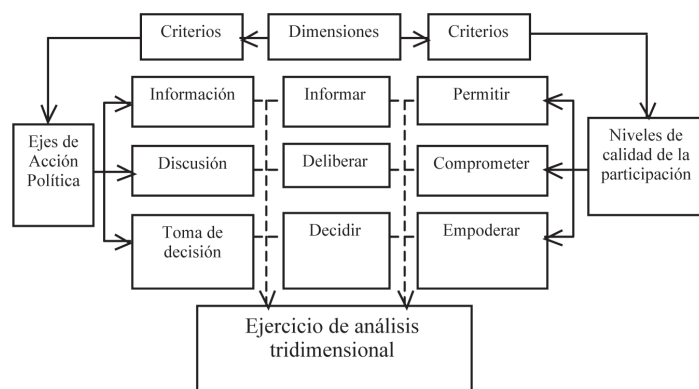 Criterios
Dimensiones
Criterios
Información
Informar
Permitir
Ejes de
Acción
Política
Discusión
Deliberar
Comprometer
Niveles de
calidad de la
participación
Toma de
decisión
Decidir
Empoderar
Ejercicio de análisis
tridimensional